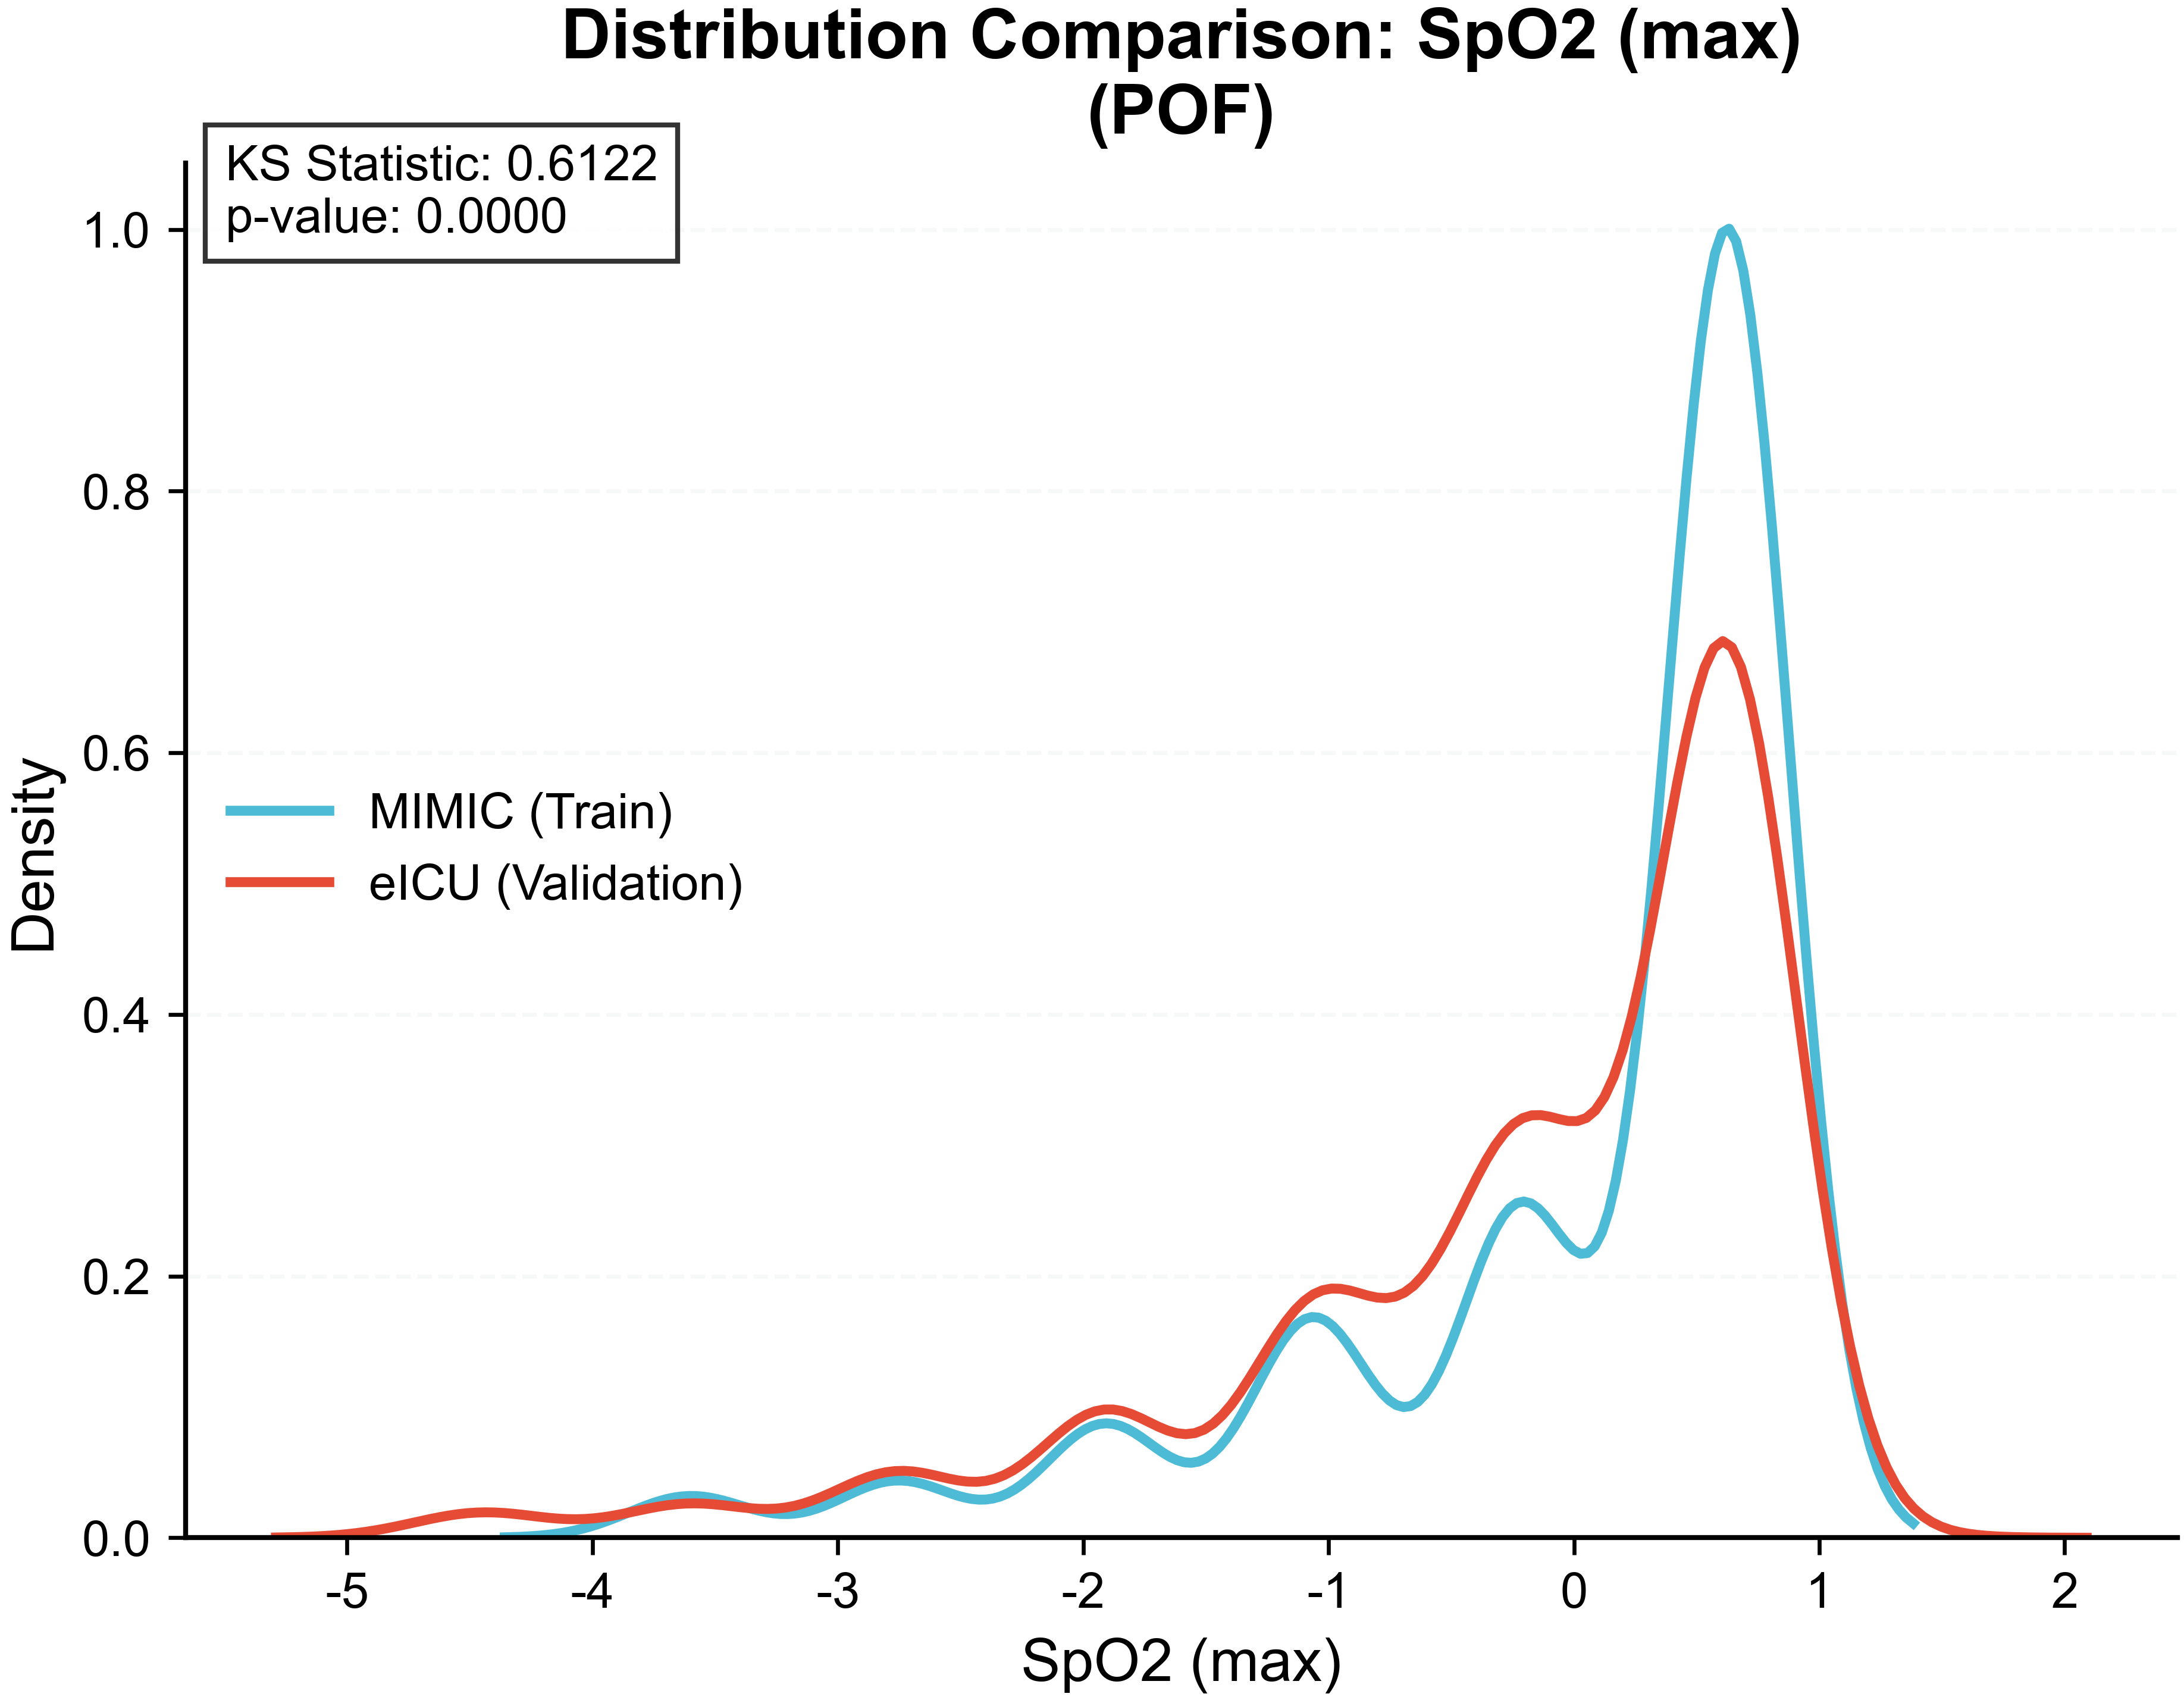 Distribution Comparison: SpO2 (max)
(POF)
KS Statistic: 0.6122
p-value: 0.0000
1.0
0.8
0.6
0.4
0.2
0.0
Density
MIMIC (Train)
eICU (Validation)
-5 -4 -3 -2 -1 0 1 2
SpO2 (max)